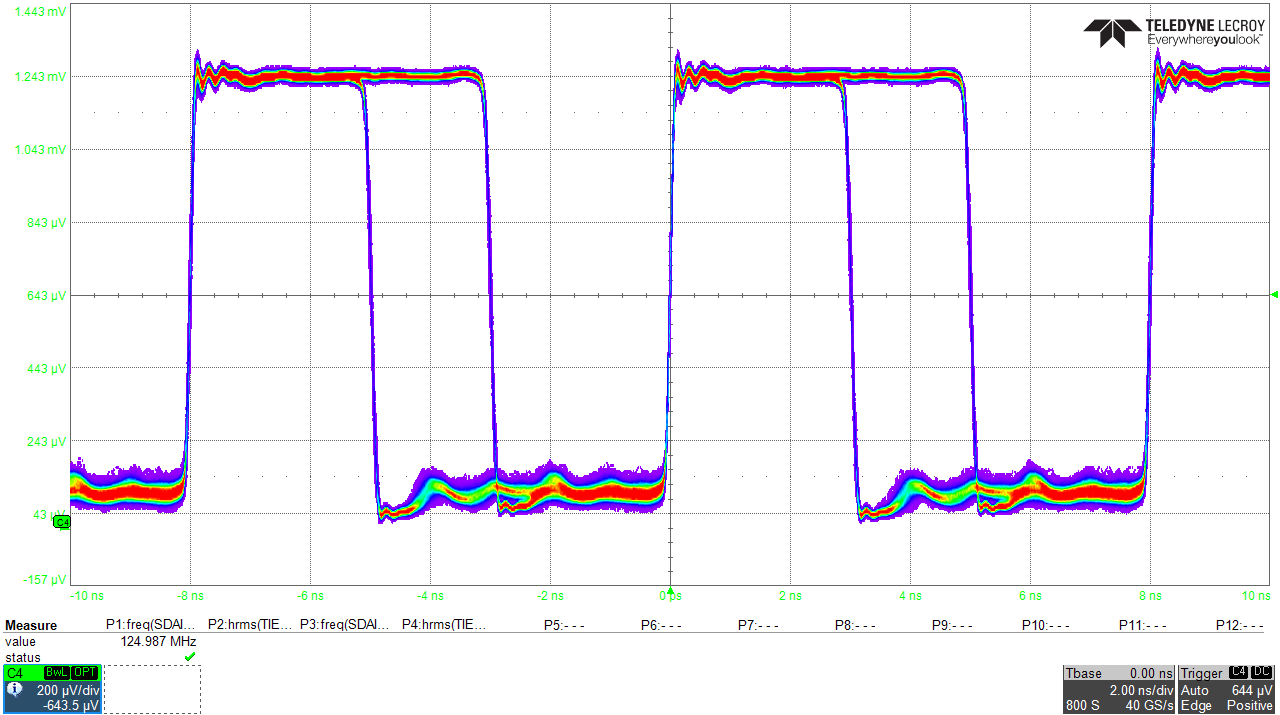 1.443 mV
TELEDYNE LECROY
Everywhereyoulook™
1.243 mV
1.043 mV
843 µV
643 µV
443 µV
243 µV
43 µV
C4
-157 µV
-10 ns -8 ns -6 ns -4 ns -2 ns 0 ps 2 ns 4 ns 6 ns 8 ns 10 ns
Measure P1:freq(SDAI... P2:hrms(TIE... P3:freq(SDAI... P4:hrms(TIE... P5:- - - P6:- - - P7:- - - P8:- - - P9:- - - P10:- - - P11:- - - P12:- - -
value 124.987 MHz
status
C4 BwL OPT
200 µV/div
-643.5 µV
Tbase 0.00 ns
2.00 ns/div
800 S 40 GS/s
Trigger C4 DC
Auto 644 µV
Edge Positive